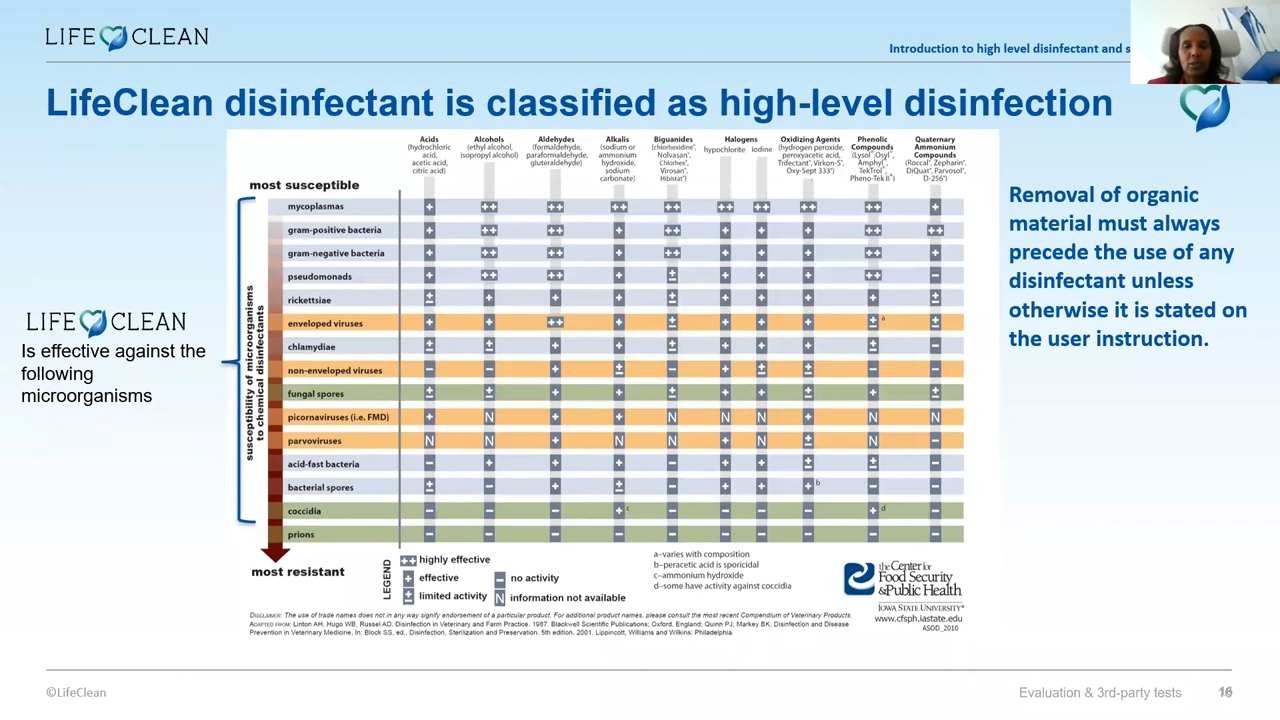 LIFE CLEAN
Introduction to high level disinfectant and s
LifeClean disinfectant is classified as high-level disinfection
Acids (hydrochloric acid, acetic acid, citric acid)
Alcohols (ethyl alcohol, isopropyl alcohol)
Aldehydes (formaldehyde, paraformaldehyde, gluteraldehyde)
Alkalis (sodium or ammonium hydroxide, sodium carbonate)
Biguanides (chlorhexidine, Nolvasan®, Chlorhex®, Virosan®, Hibistat®)
Halogens
hypochlorite iodine
Oxidizing Agents (hydrogen peroxide, peroxyacetic acid, Trifectant®, Virkon-S®, Oxy-Sept 333®)
Phenolic Compounds (Lysol®, Osyl®, Amphyl®, TekTrol®, Pheno-Tek II®)
Quaternary Ammonium Compounds (Roccal®, Zepharin®, DiQuat®, Parvosol®, D-256®)
most susceptible
susceptibility of microorganisms
to chemical disinfectants
mycoplasmas + ++ ++ ++ ++ ++ ++ ++ ++ +
gram-positive bacteria + ++ ++ + ++ + + + ++ ++
gram-negative bacteria + ++ ++ + ++ + + + ++ +
pseudomonads + ++ ++ + ± + + + ++ −
rickettsiae ± + + + ± + + + + ±
enveloped viruses + + ++ + ± + + + ± a ±
chlamydiae ± ± + + ± + + + ± −
non-enveloped viruses − − + ± − + ± ± − −
fungal spores ± ± + + ± + + ± + ±
picornaviruses (i.e. FMD) + N + + N N N + N N
parvoviruses N N + N N + N ± N −
acid-fast bacteria − + + + − + + ± ± −
bacterial spores ± − + ± − + + + b − −
coccidia − − − + c − − − − + d −
prions − − − − − − − − − −
most resistant
LEGEND
++ highly effective
+ effective
± limited activity
− no activity
N information not available
a–varies with composition
b–peracetic acid is sporicidal
c–ammonium hydroxide
d–some have activity against coccidia
the Center for
Food Security
&Public Health
IOWA STATE UNIVERSITY®
www.cfsph.iastate.edu
ASOD_2010
DISCLAIMER: The use of trade names does not in any way signify endorsement of a particular product. For additional product names, please consult the most recent Compendium of Veterinary Products.
ADAPTED FROM: Linton AH, Hugo WB, Russel AD. Disinfection in Veterinary and Farm Practice. 1987. Blackwell Scientific Publications; Oxford, England; Quinn PJ, Markey BK. Disinfection and Disease
Prevention in Veterinary Medicine, In: Block SS, ed., Disinfection, Sterilization and Preservation. 5th edition. 2001. Lippincott, Williams and Wilkins: Philadelphia.
LIFE CLEAN
Is effective against the
following
microorganisms
Removal of organic
material must always
precede the use of any
disinfectant unless
otherwise it is stated on
the user instruction.
©LifeClean
Evaluation & 3rd-party tests